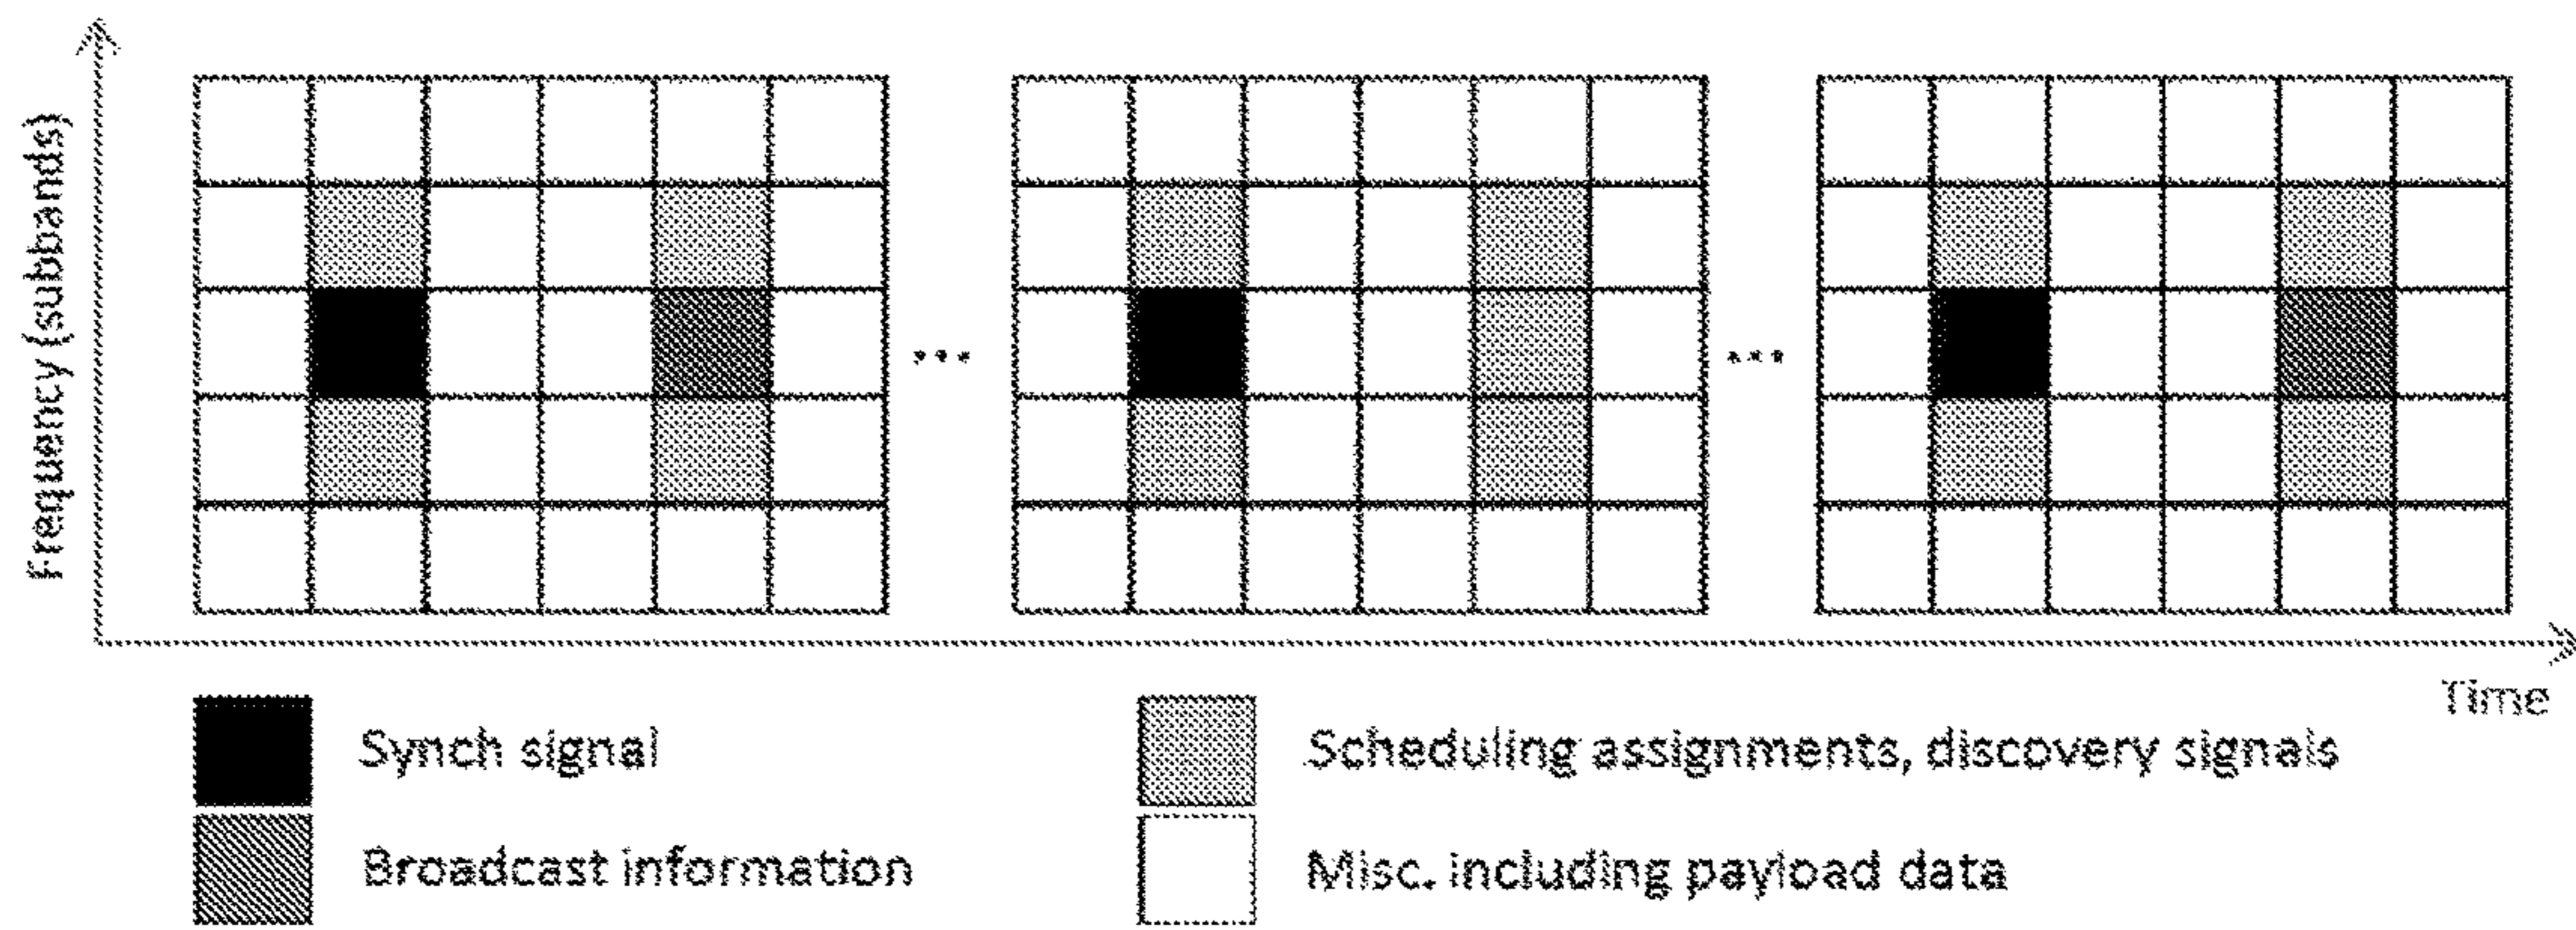 Frequency (subbands)
...
...
Time
Synch signal
Scheduling assignments, discovery signals
Broadcast information
Misc. including payload data